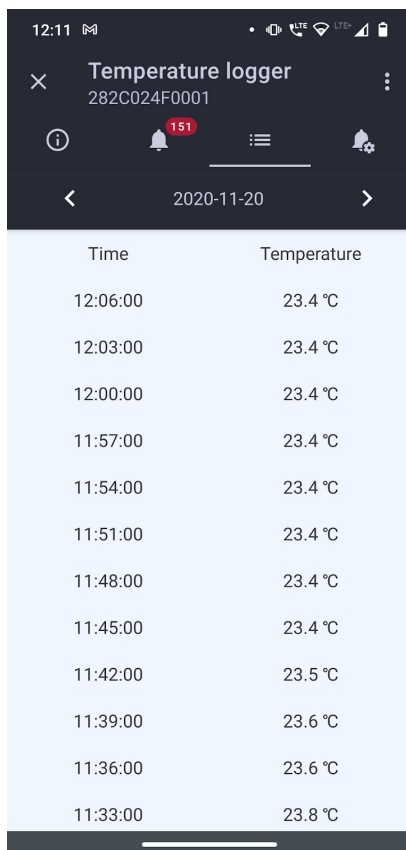 12:11 LTE LTE+
Temperature logger
282C024F0001
151
2020-11-20
Time Temperature
12:06:00 23.4 °C
12:03:00 23.4 °C
12:00:00 23.4 °C
11:57:00 23.4 °C
11:54:00 23.4 °C
11:51:00 23.4 °C
11:48:00 23.4 °C
11:45:00 23.4 °C
11:42:00 23.5 °C
11:39:00 23.6 °C
11:36:00 23.6 °C
11:33:00 23.8 °C